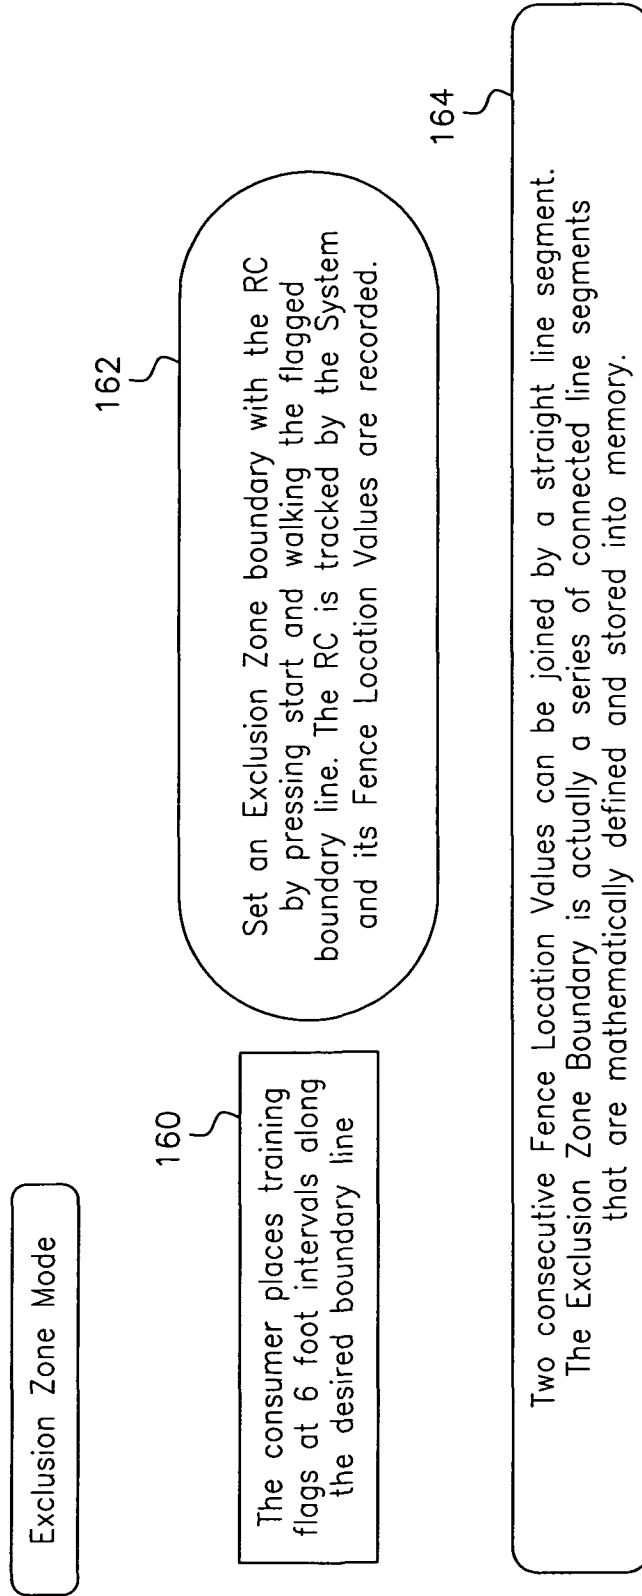 Exclusion Zone Mode
160
The consumer places training
flags at 6 foot intervals along
the desired boundary line
162
Set an Exclusion Zone boundary with the RC
by pressing start and walking the flagged
boundary line. The RC is tracked by the System
and its Fence Location Values are recorded.
164
Two consecutive Fence Location Values can be joined by a straight line segment.
The Exclusion Zone Boundary is actually a series of connected line segments
that are mathematically defined and stored into memory.